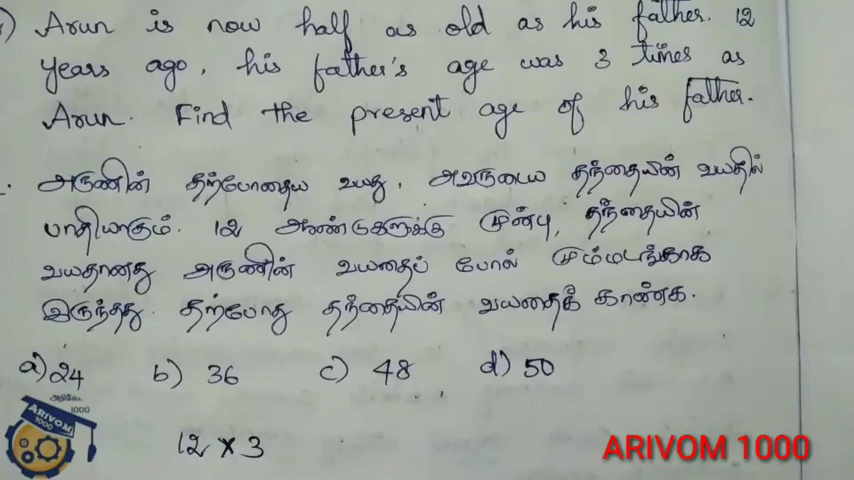 1) Arun is now half as old as his father. 12
years ago, his father's age was 3 times as
Arun. Find the present age of his father.
அருணின் தற்போதைய வயது, அவருடைய தந்தையின் வயதில்
பாதியாகும். 12 ஆண்டுகளுக்கு முன்பு, தந்தையின்
வயதானது அருணின் வயதைப் போல் மும்மடங்காக
இருந்தது. தற்போது தந்தையின் வயதைக் காண்க.
a) 24 b) 36 c) 48 d) 50
ARIVOM
1000
1000
12 x 3
ARIVOM 1000